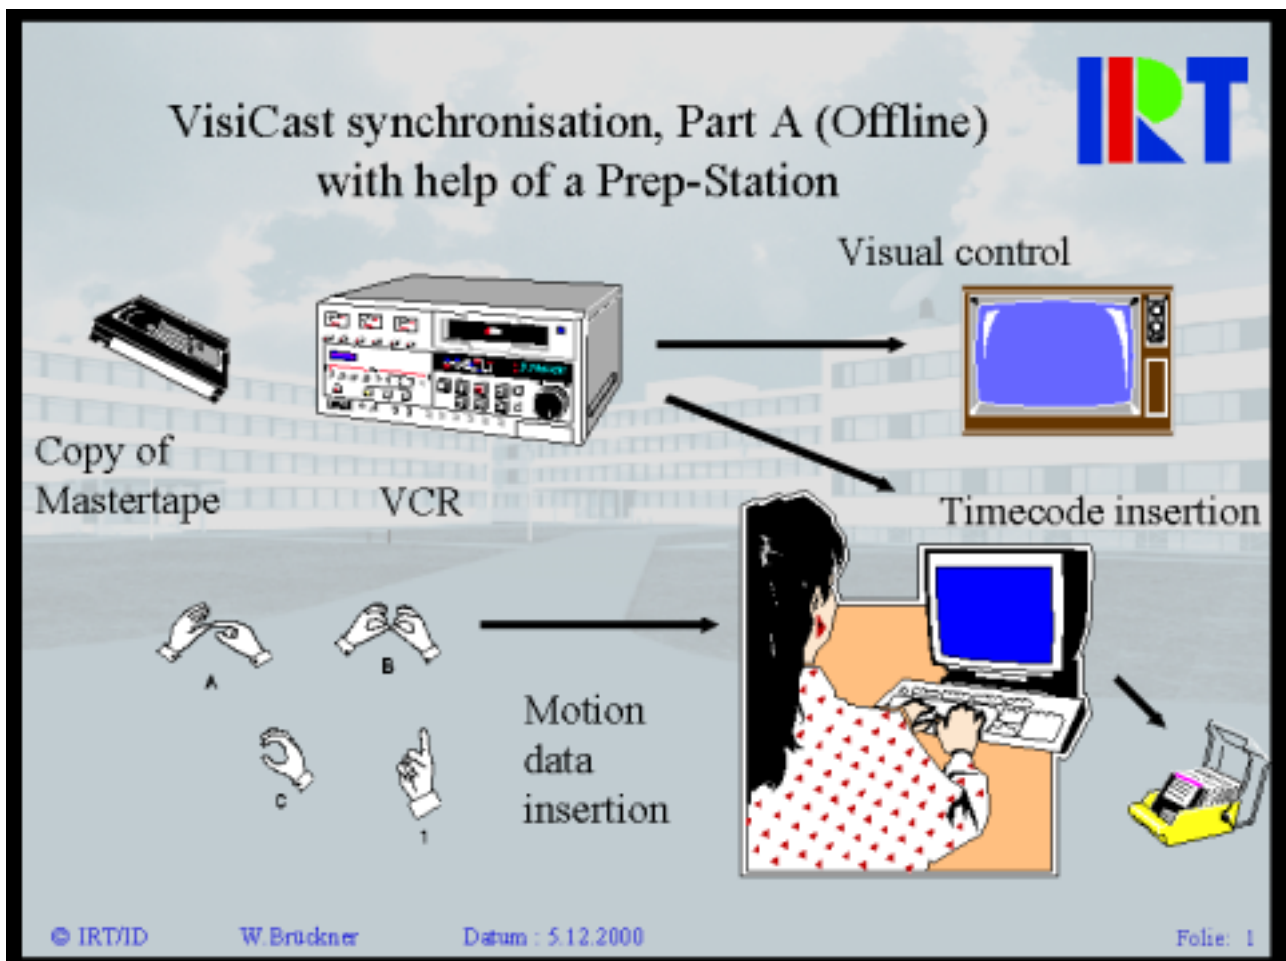 IRT
VisiCast synchronisation, Part A (Offline)
with help of a Prep-Station
Visual control
Copy of
Mastertape
VCR
Timecode insertion
A
B
C
1
Motion
data
insertion
© IRT/ID W.Brückner Datum : 5.12.2000 Folie: 1